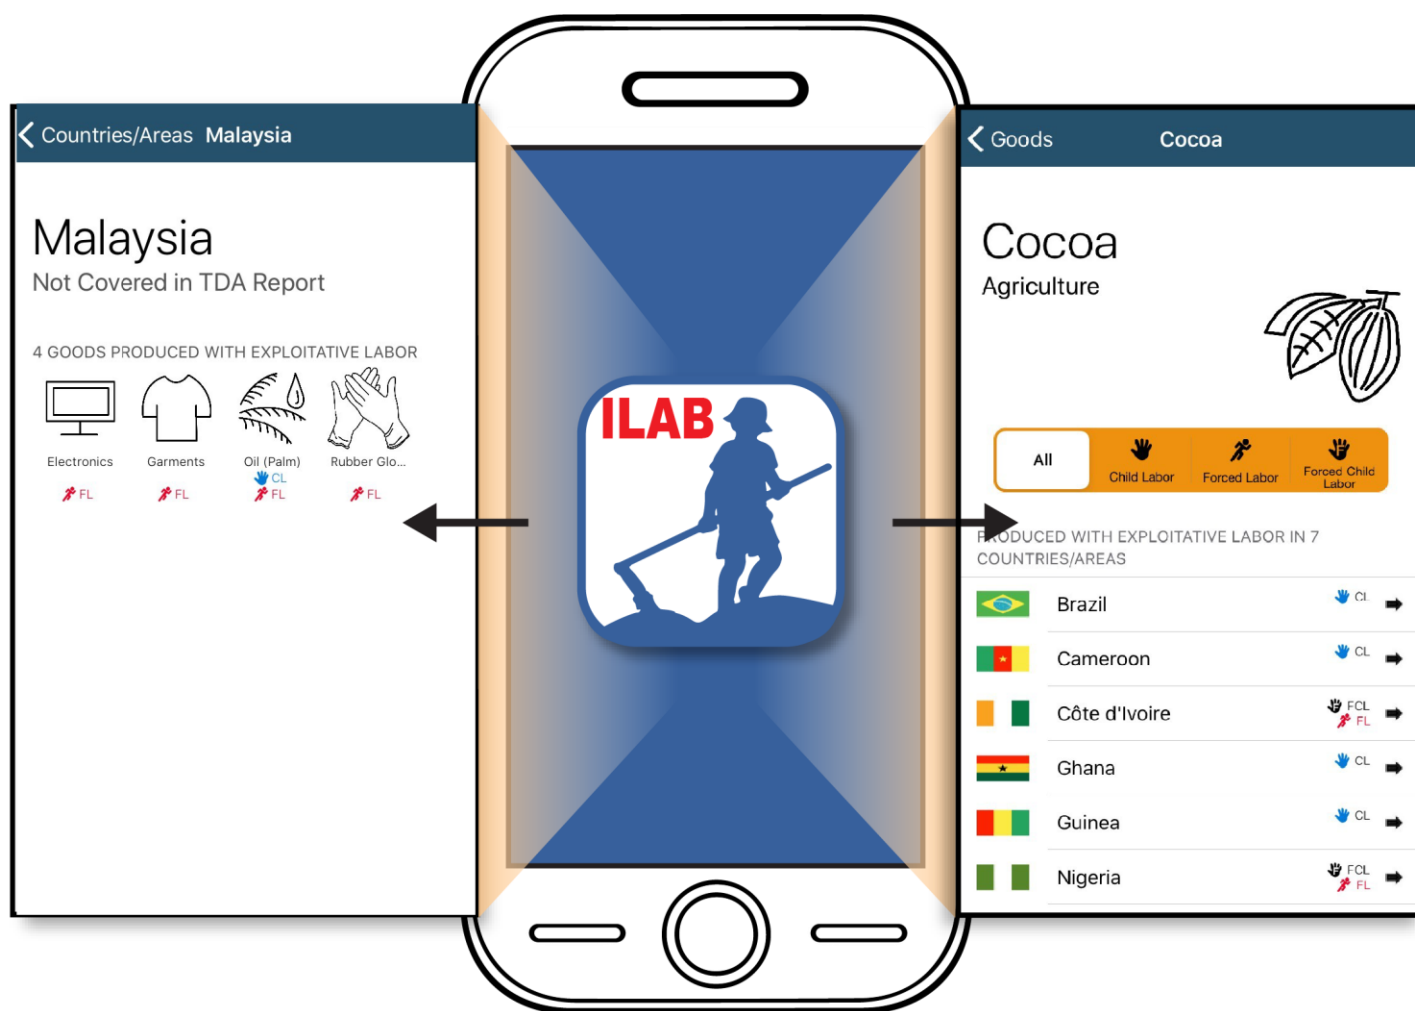 Countries/Areas Malaysia
Malaysia
Not Covered in TDA Report
4 GOODS PRODUCED WITH EXPLOITATIVE LABOR
Electronics Garments Oil (Palm) Rubber Glo...
CL
FL FL FL FL
ILAB
Goods Cocoa
Cocoa
Agriculture
All Child Labor Forced Labor Forced Child
Labor
PRODUCED WITH EXPLOITATIVE LABOR IN 7
COUNTRIES/AREAS
Brazil CL
Cameroon CL
Côte d'Ivoire FCL
FL
Ghana CL
Guinea CL
Nigeria FCL
FL